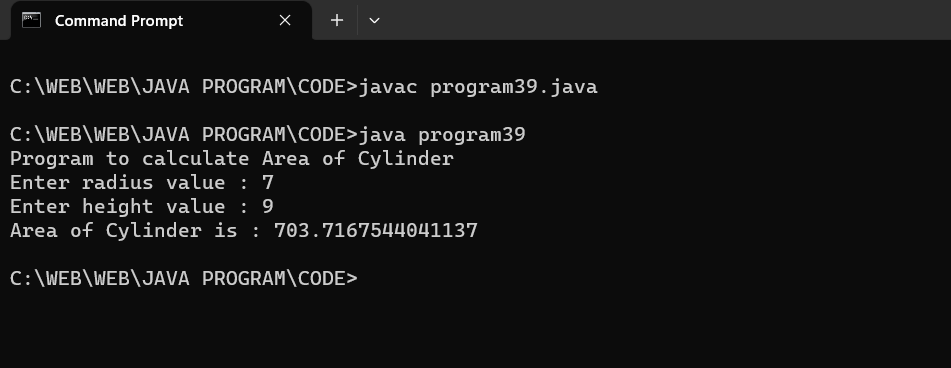 Command Prompt
C:\WEB\WEB\JAVA PROGRAM\CODE>javac program39.java
C:\WEB\WEB\JAVA PROGRAM\CODE>java program39
Program to calculate Area of Cylinder
Enter radius value : 7
Enter height value : 9
Area of Cylinder is : 703.7167544041137
C:\WEB\WEB\JAVA PROGRAM\CODE>